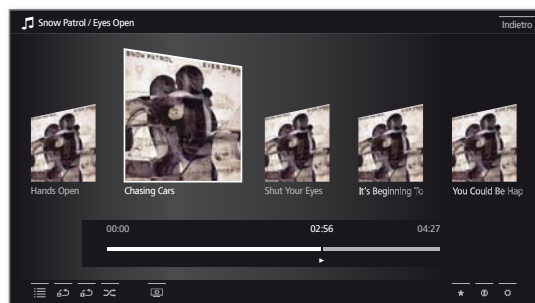 Snow Patrol / Eyes Open
Indietro
SNOW PATROL EYES OPEN
Hands Open
Chasing Cars
Shut Your Eyes
It's Beginning To
You Could Be Hap
00:00
02:56
04:27